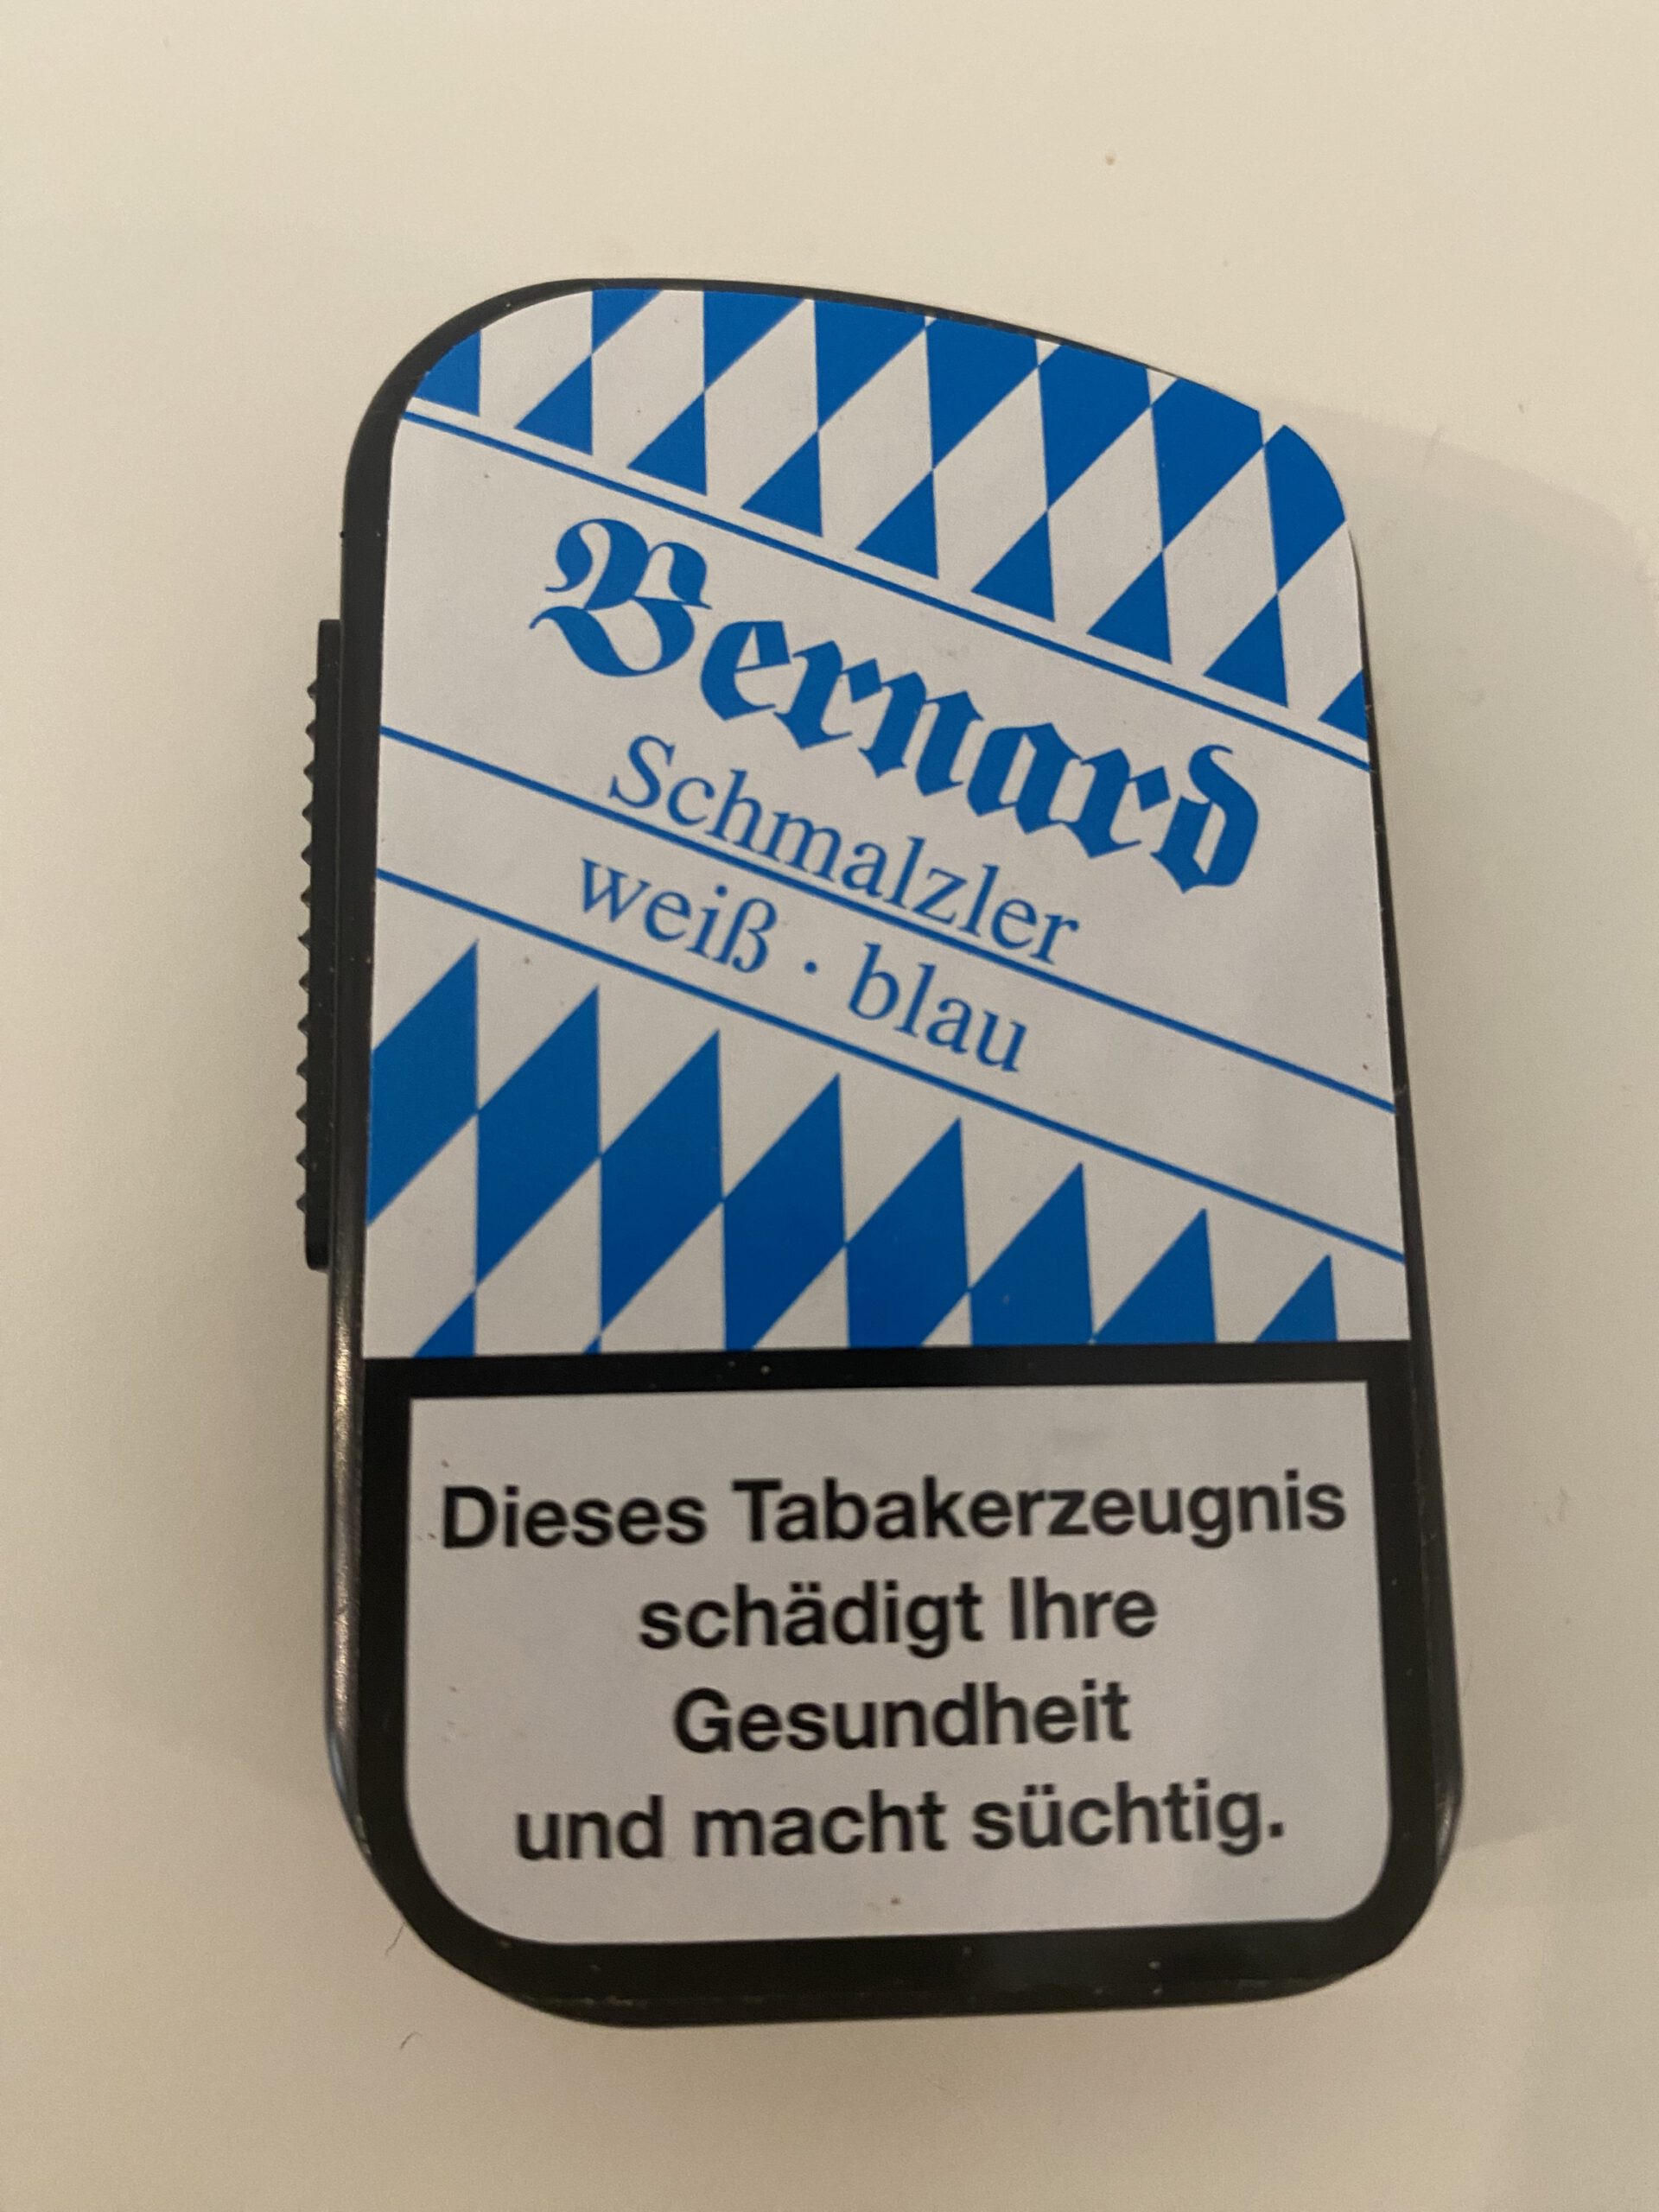 Bernard
Schmalzler
weiß · blau
Dieses Tabakerzeugnis
schädigt Ihre
Gesundheit
und macht süchtig.